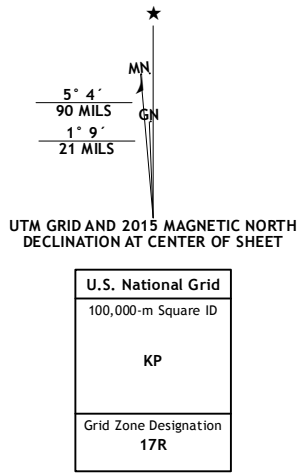 ★
MN
5° 4´
90 MILS
GN
1° 9´
21 MILS
UTM GRID AND 2015 MAGNETIC NORTH
DECLINATION AT CENTER OF SHEET
U.S. National Grid
100,000-m Square ID
KP
Grid Zone Designation
17R